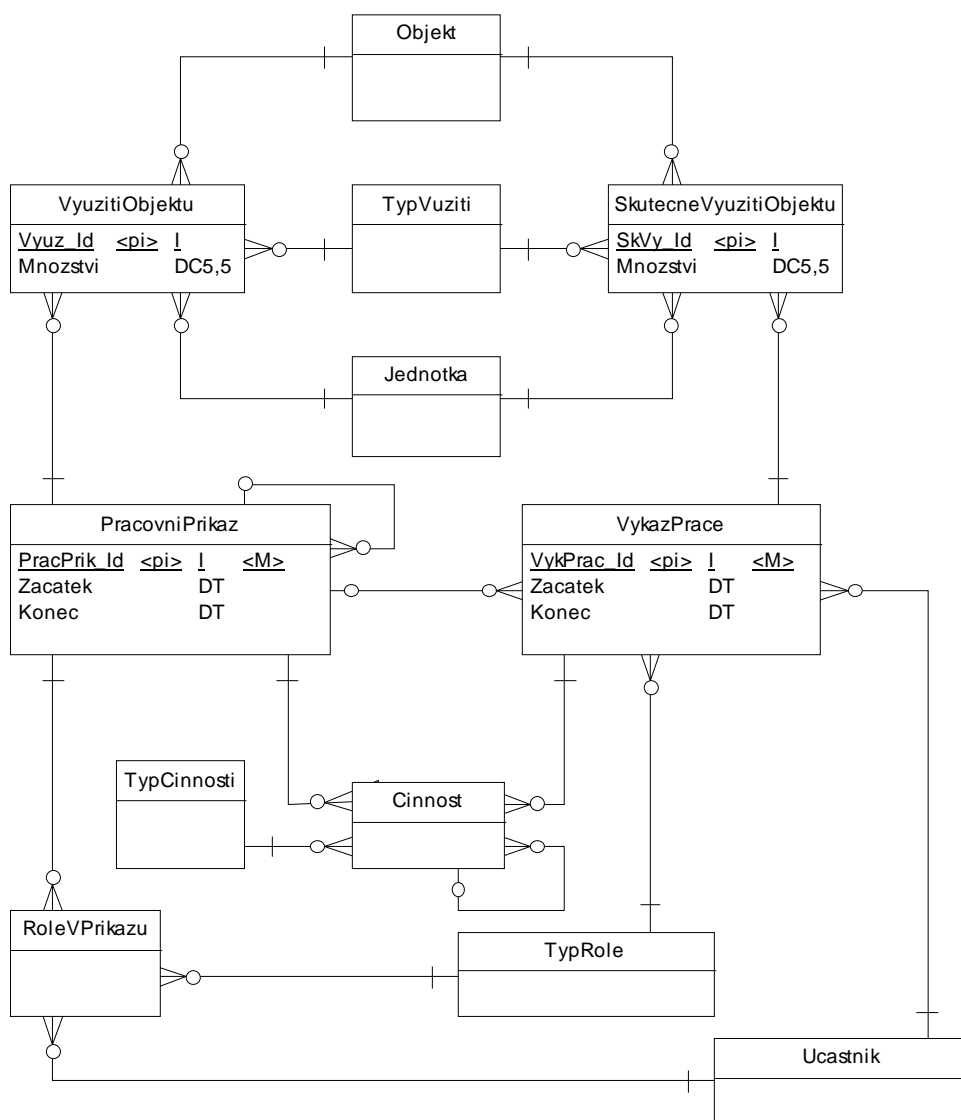 Objekt
VyuzitiObjektu
Vyuz_Id <pi> I
Mnozstvi DC5,5
TypVuziti
SkutecneVyuzitiObjektu
SkVy_Id <pi> I
Mnozstvi DC5,5
Jednotka
PracovniPrikaz
PracPrik_Id <pi> I <M>
Zacatek DT
Konec DT
VykazPrace
VykPrac_Id <pi> I <M>
Zacatek DT
Konec DT
TypCinnosti
Cinnost
RoleVPrikazu
TypRole
Ucastnik